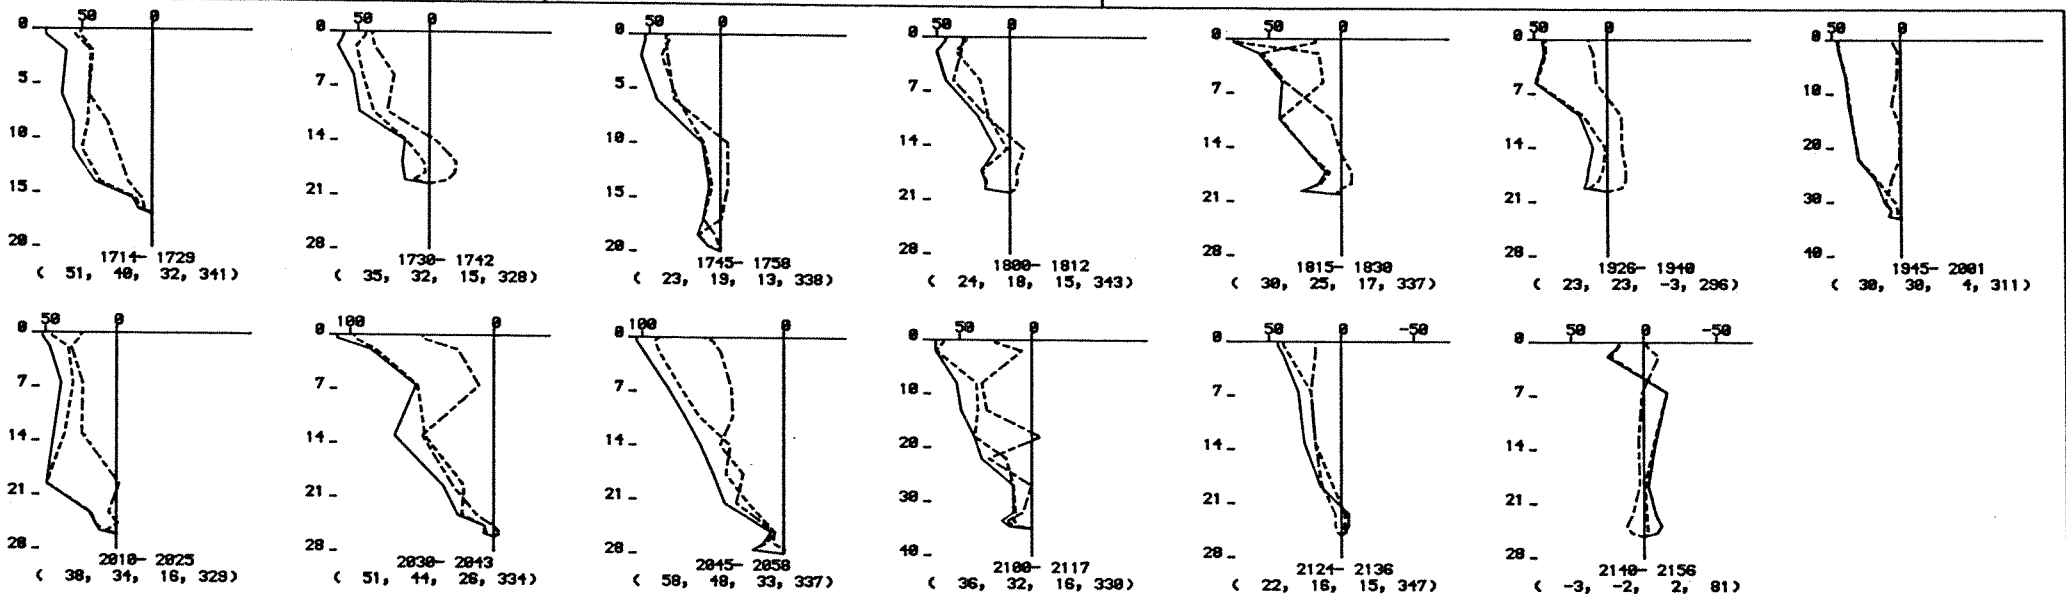 0 50 0
5
10
15
20
1714- 1729
( 51, 40, 32, 341)
0 50 0
7
14
21
28
1730- 1742
( 35, 32, 15, 328)
0 50 0
5
10
15
20
1745- 1758
( 23, 19, 13, 338)
0 50 0
7
14
21
28
1800- 1812
( 24, 18, 15, 343)
0 50 0
7
14
21
28
1815- 1830
( 30, 25, 17, 337)
0 50 0
7
14
21
28
1926- 1940
( 23, 23, -3, 296)
0 50 0
10
20
30
40
1945- 2001
( 30, 30, 4, 311)
0 50 0
7
14
21
28
2010- 2025
( 38, 34, 16, 329)
0 100 0
7
14
21
28
2030- 2043
( 51, 44, 26, 334)
0 100 0
7
14
21
28
2045- 2058
( 58, 48, 33, 337)
0 50 0
10
20
30
40
2100- 2117
( 36, 32, 16, 330)
0 50 0 -50
7
14
21
28
2124- 2136
( 22, 16, 15, 347)
0 50 0 -50
7
14
21
28
2140- 2156
( -3, -2, 2, 81)